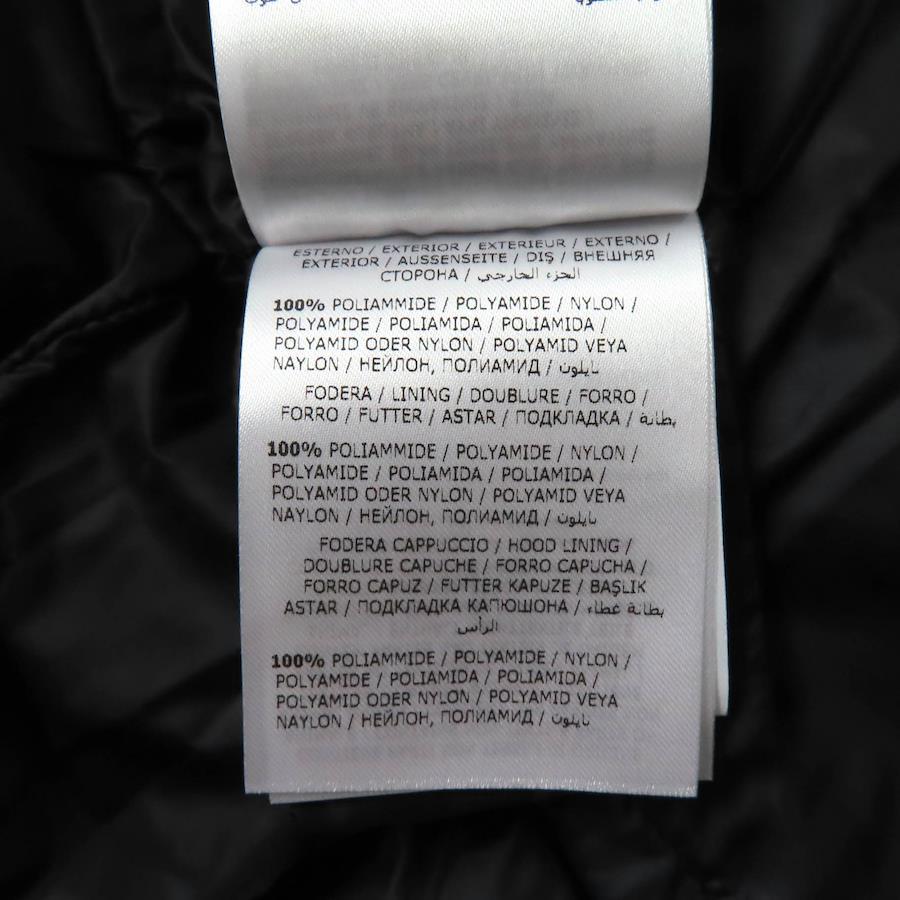 ESTERNO / EXTERIOR / EXTERIEUR / EXTERNO /
EXTERIOR / AUSSENSEITE / DIŞ / ВНЕШНЯЯ
СТОРОНА / الجزء الخارجي
100% POLIAMMIDE / POLYAMIDE / NYLON /
POLYAMIDE / POLIAMIDA / POLIAMIDA /
POLYAMID ODER NYLON / POLYAMID VEYA
NAYLON / НЕЙЛОН, ПОЛИАМИД / نايلون
FODERA / LINING / DOUBLURE / FORRO /
FORRO / FUTTER / ASTAR / ПОДКЛАДКА / بطانة
100% POLIAMMIDE / POLYAMIDE / NYLON /
POLYAMIDE / POLIAMIDA / POLIAMIDA /
POLYAMID ODER NYLON / POLYAMID VEYA
NAYLON / НЕЙЛОН, ПОЛИАМИД / نايلون
FODERA CAPPUCCIO / HOOD LINING /
DOUBLURE CAPUCHE / FORRO CAPUCHA /
FORRO CAPUZ / FUTTER KAPUZE / BAŞLIK
ASTAR / ПОДКЛАДКА КАПЮШОНА / بطانة غطاء
الرأس
100% POLIAMMIDE / POLYAMIDE / NYLON /
POLYAMIDE / POLIAMIDA / POLIAMIDA /
POLYAMID ODER NYLON / POLYAMID VEYA
NAYLON / НЕЙЛОН, ПОЛИАМИД / نايلون